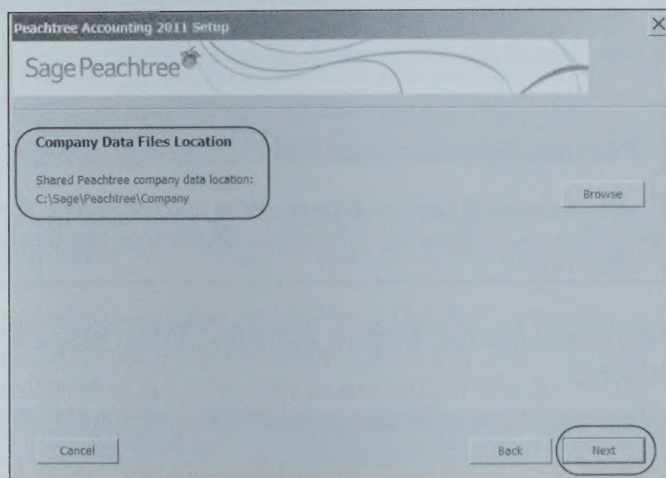 Peachtree Accounting 2011 Setup
Sage Peachtree
Company Data Files Location
Shared Peachtree company data location:
C:\Sage\Peachtree\Company
Browse
Cancel
Back
Next